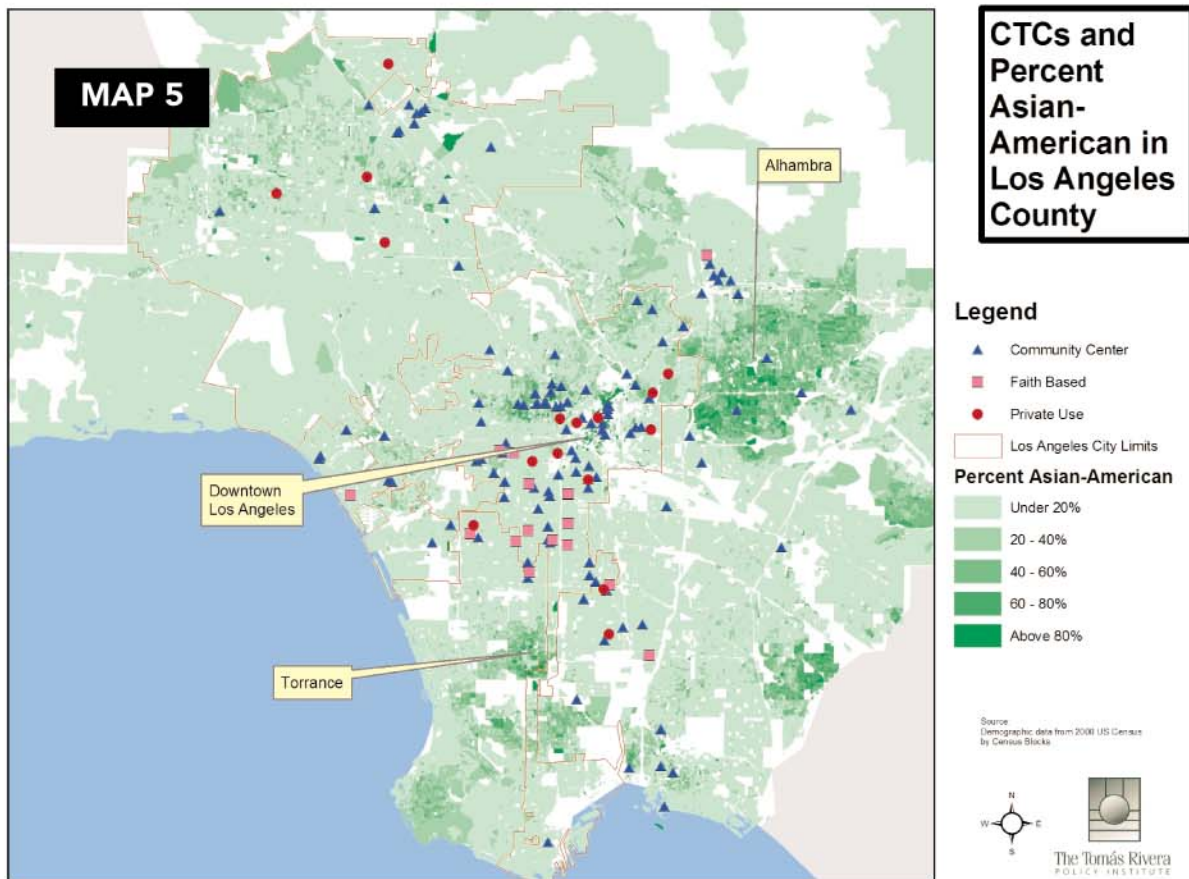 MAP 5
Alhambra
Downtown
Los Angeles
Torrance
CTCs and
Percent
Asian-
American in
Los Angeles
County
Legend
Community Center
Faith Based
Private Use
Los Angeles City Limits
Percent Asian-American
Under 20%
20 - 40%
40 - 60%
60 - 80%
Above 80%
Source
Demographic data from 2000 US Census
by Census Blocks
N
W E
S
The Tomás Rivera
POLICY INSTITUTE